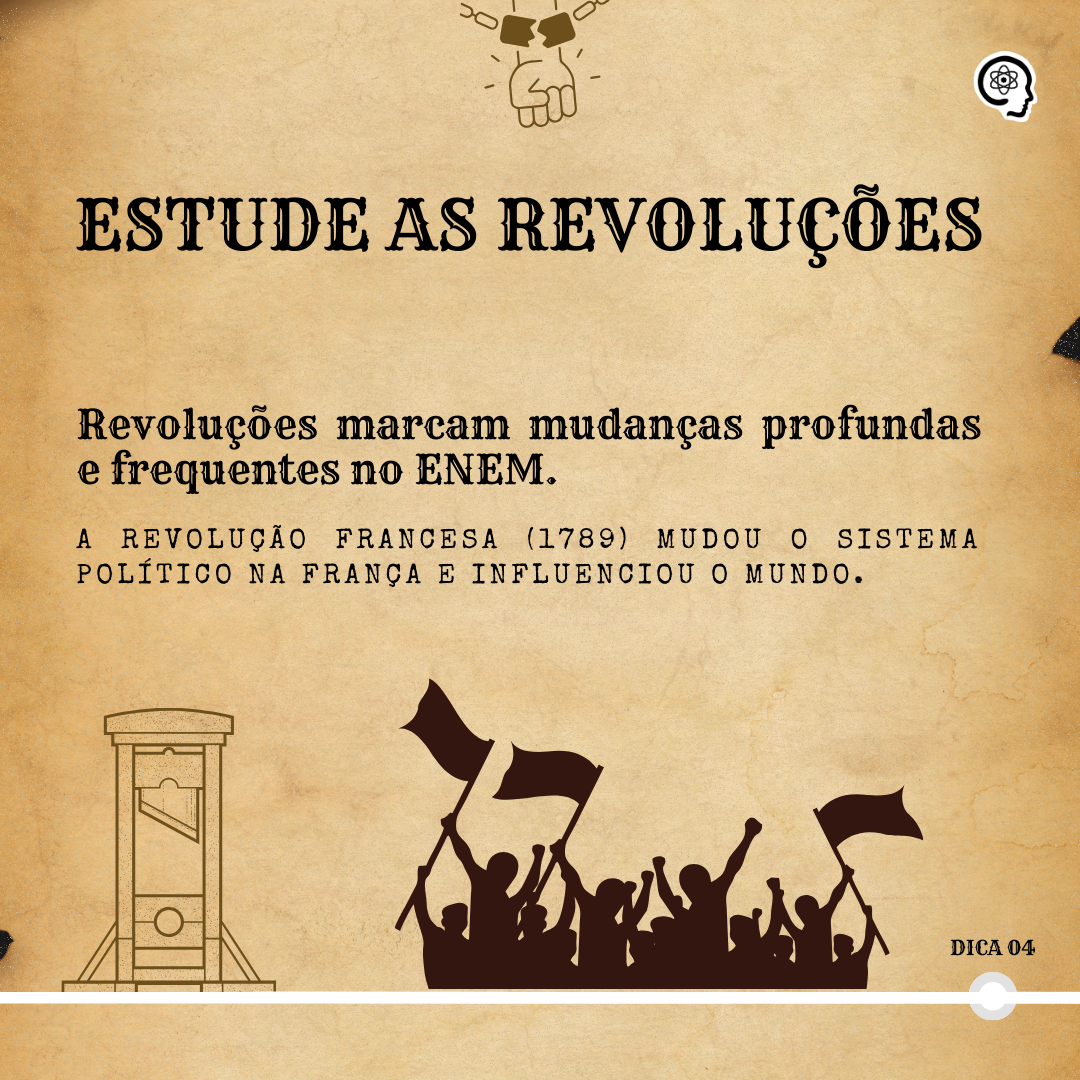 ESTUDE AS REVOLUÇÕES
Revoluções marcam mudanças profundas
e frequentes no ENEM.
A REVOLUÇÃO FRANCESA (1789) MUDOU O SISTEMA
POLÍTICO NA FRANÇA E INFLUENCIOU O MUNDO.
DICA 04